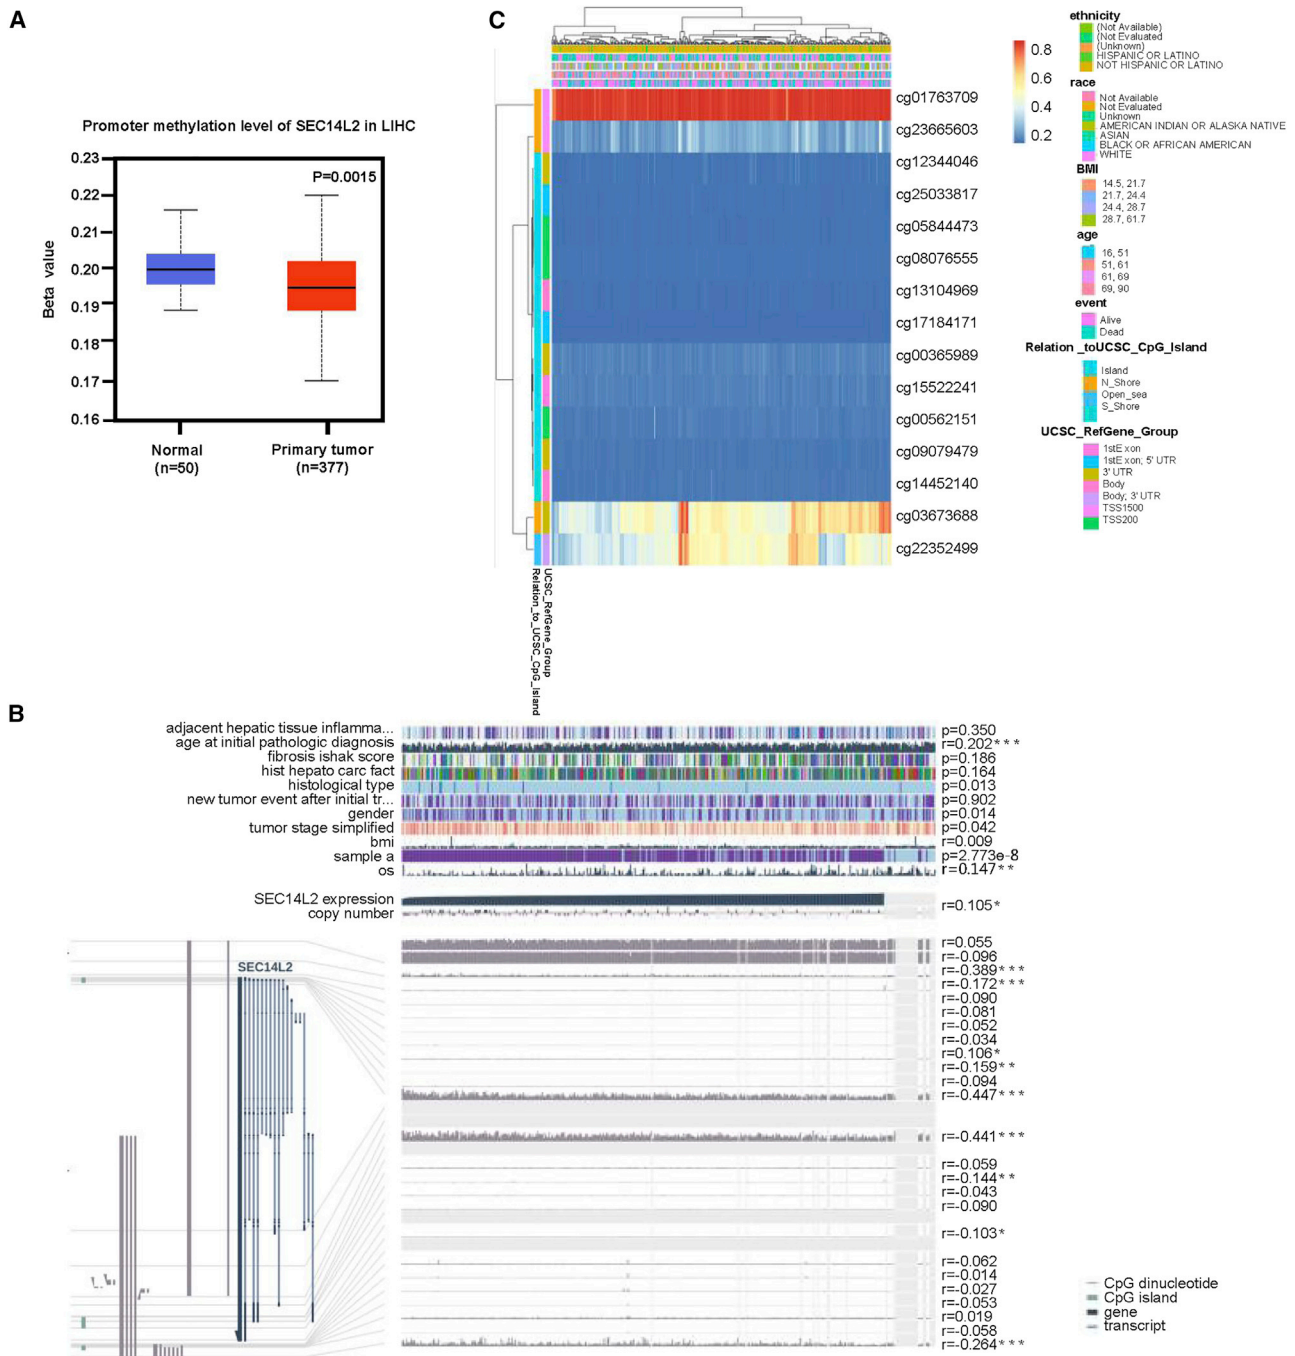 A
Promoter methylation level of SEC14L2 in LIHC
P=0.0015
Beta value
0.23
0.22
0.21
0.20
0.19
0.18
0.17
0.16
Normal
(n=50)
Primary tumor
(n=377)
C
0.8
0.6
0.4
0.2
cg01763709
cg23665603
cg12344046
cg25033817
cg05844473
cg08076555
cg13104969
cg17184171
cg00365989
cg15522241
cg00562151
cg09079479
cg14452140
cg03673688
cg22352499
UCSC_RefGene_Group
Relation_to_UCSC_CpG_Island
ethnicity
(Not Available)
(Not Evaluated
(Unknown)
HISPANIC OR LATINO
NOT HISPANIC OR LATINO
race
Not Available
Not Evaluated
Unknown
AMERICAN INDIAN OR ALASKA NATIVE
ASIAN
BLACK OR AFRICAN AMERICAN
WHITE
BMI
14.5, 21.7
21.7, 24.4
24.4, 28.7
28.7, 61.7
age
16, 51
51, 61
61, 69
69, 90
event
Alive
Dead
Relation _toUCSC_CpG_Island
Island
N_Shore
Open_sea
S_Shore
UCSC_RefGene_Group
1stE xon
1stE xon; 5' UTR
3' UTR
Body
Body; 3' UTR
TSS1500
TSS200
B
adjacent hepatic tissue inflamma... p=0.350
age at initial pathologic diagnosis r=0.202***
fibrosis ishak score p=0.186
hist hepato carc fact p=0.164
histological type p=0.013
new tumor event after initial tr... p=0.902
gender p=0.014
tumor stage simplified p=0.042
bmi r=0.009
sample a p=2.773e-8
os r=0.147**
SEC14L2 expression
copy number
r=0.105*
SEC14L2
r=0.055
r=-0.096
r=-0.389***
r=-0.172***
r=-0.090
r=-0.081
r=-0.052
r=-0.034
r=0.106*
r=-0.159**
r=-0.094
r=-0.447***
r=-0.441***
r=-0.059
r=-0.144**
r=-0.043
r=-0.090
r=-0.103*
r=-0.062
r=-0.014
r=-0.027
r=-0.053
r=0.019
r=-0.058
r=-0.264***
CpG dinucleotide
CpG island
gene
transcript